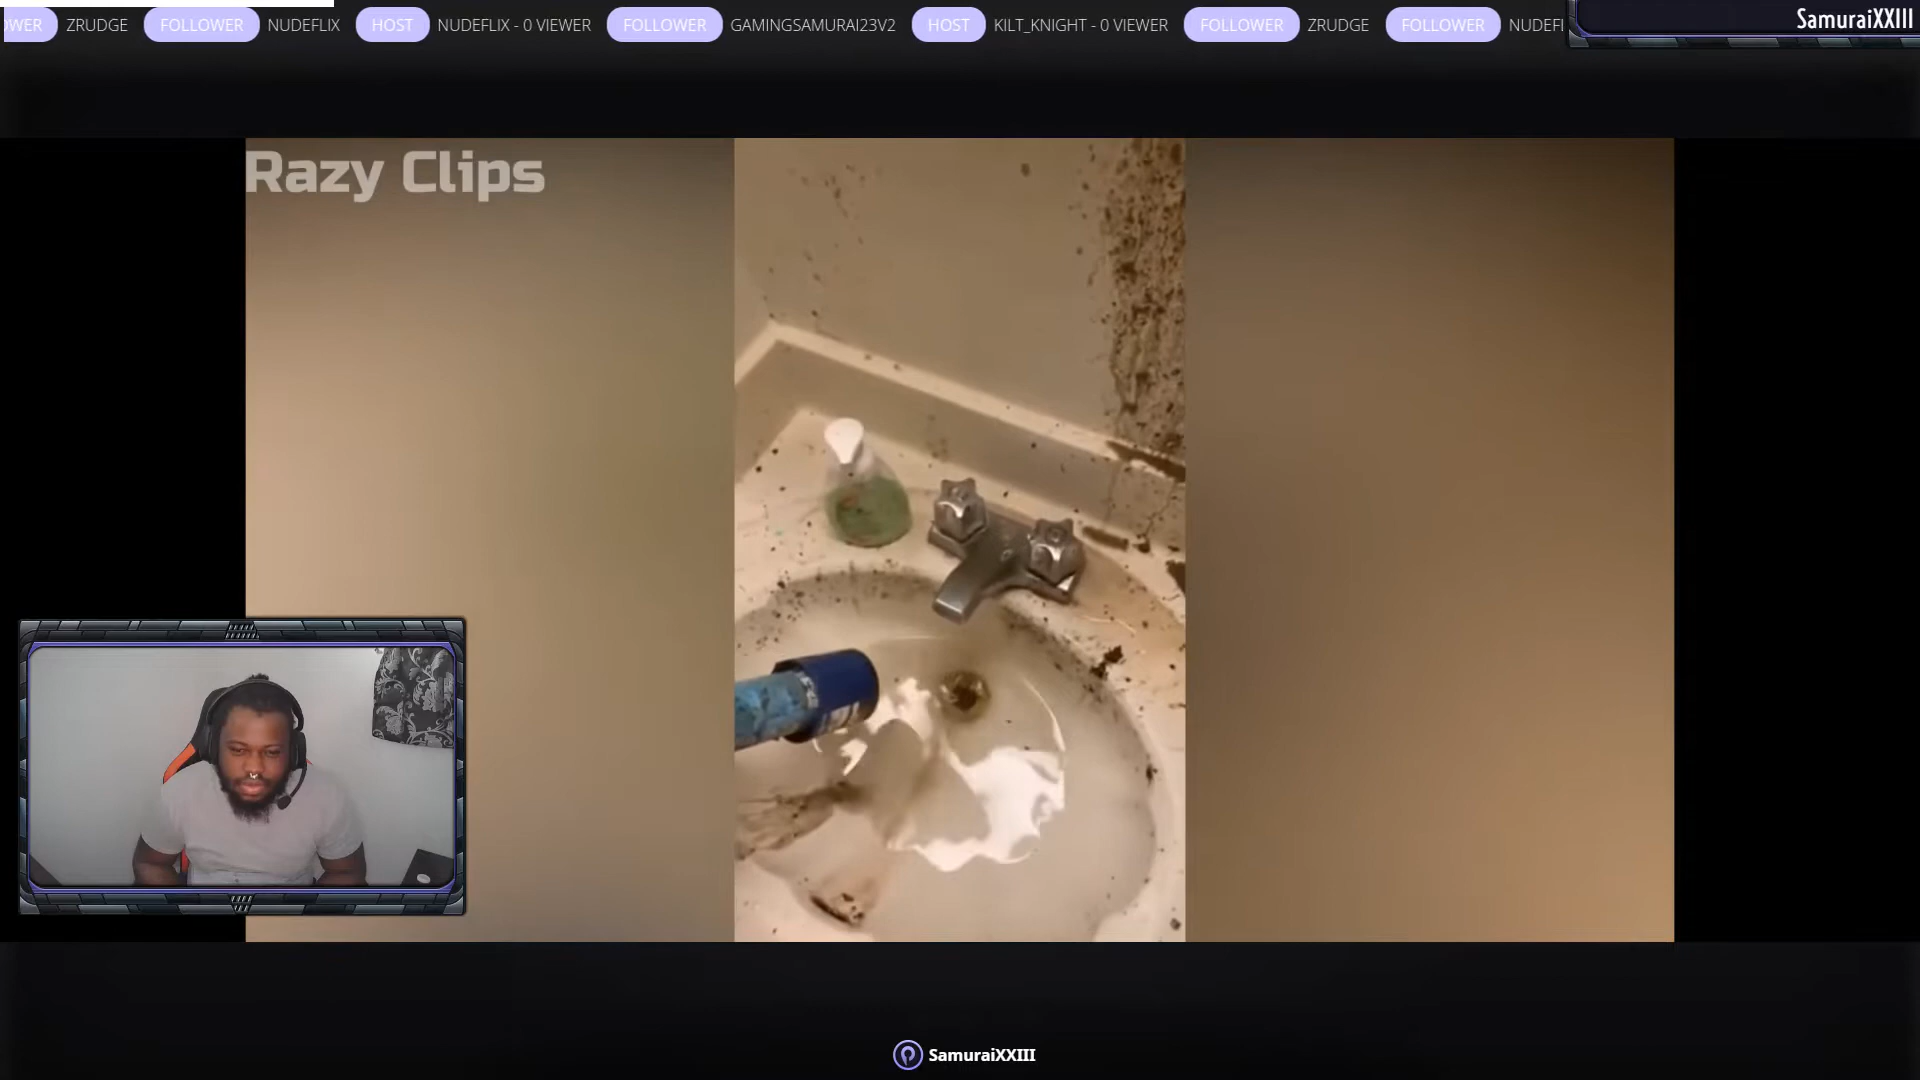 WER ZRUDGE FOLLOWER NUDEFLIX HOST NUDEFLIX - 0 VIEWER FOLLOWER GAMINGSAMURAI23V2 HOST KILT_KNIGHT - 0 VIEWER FOLLOWER ZRUDGE FOLLOWER NUDEFI
SamuraiXXIII
Razy Clips
SamuraiXXIII